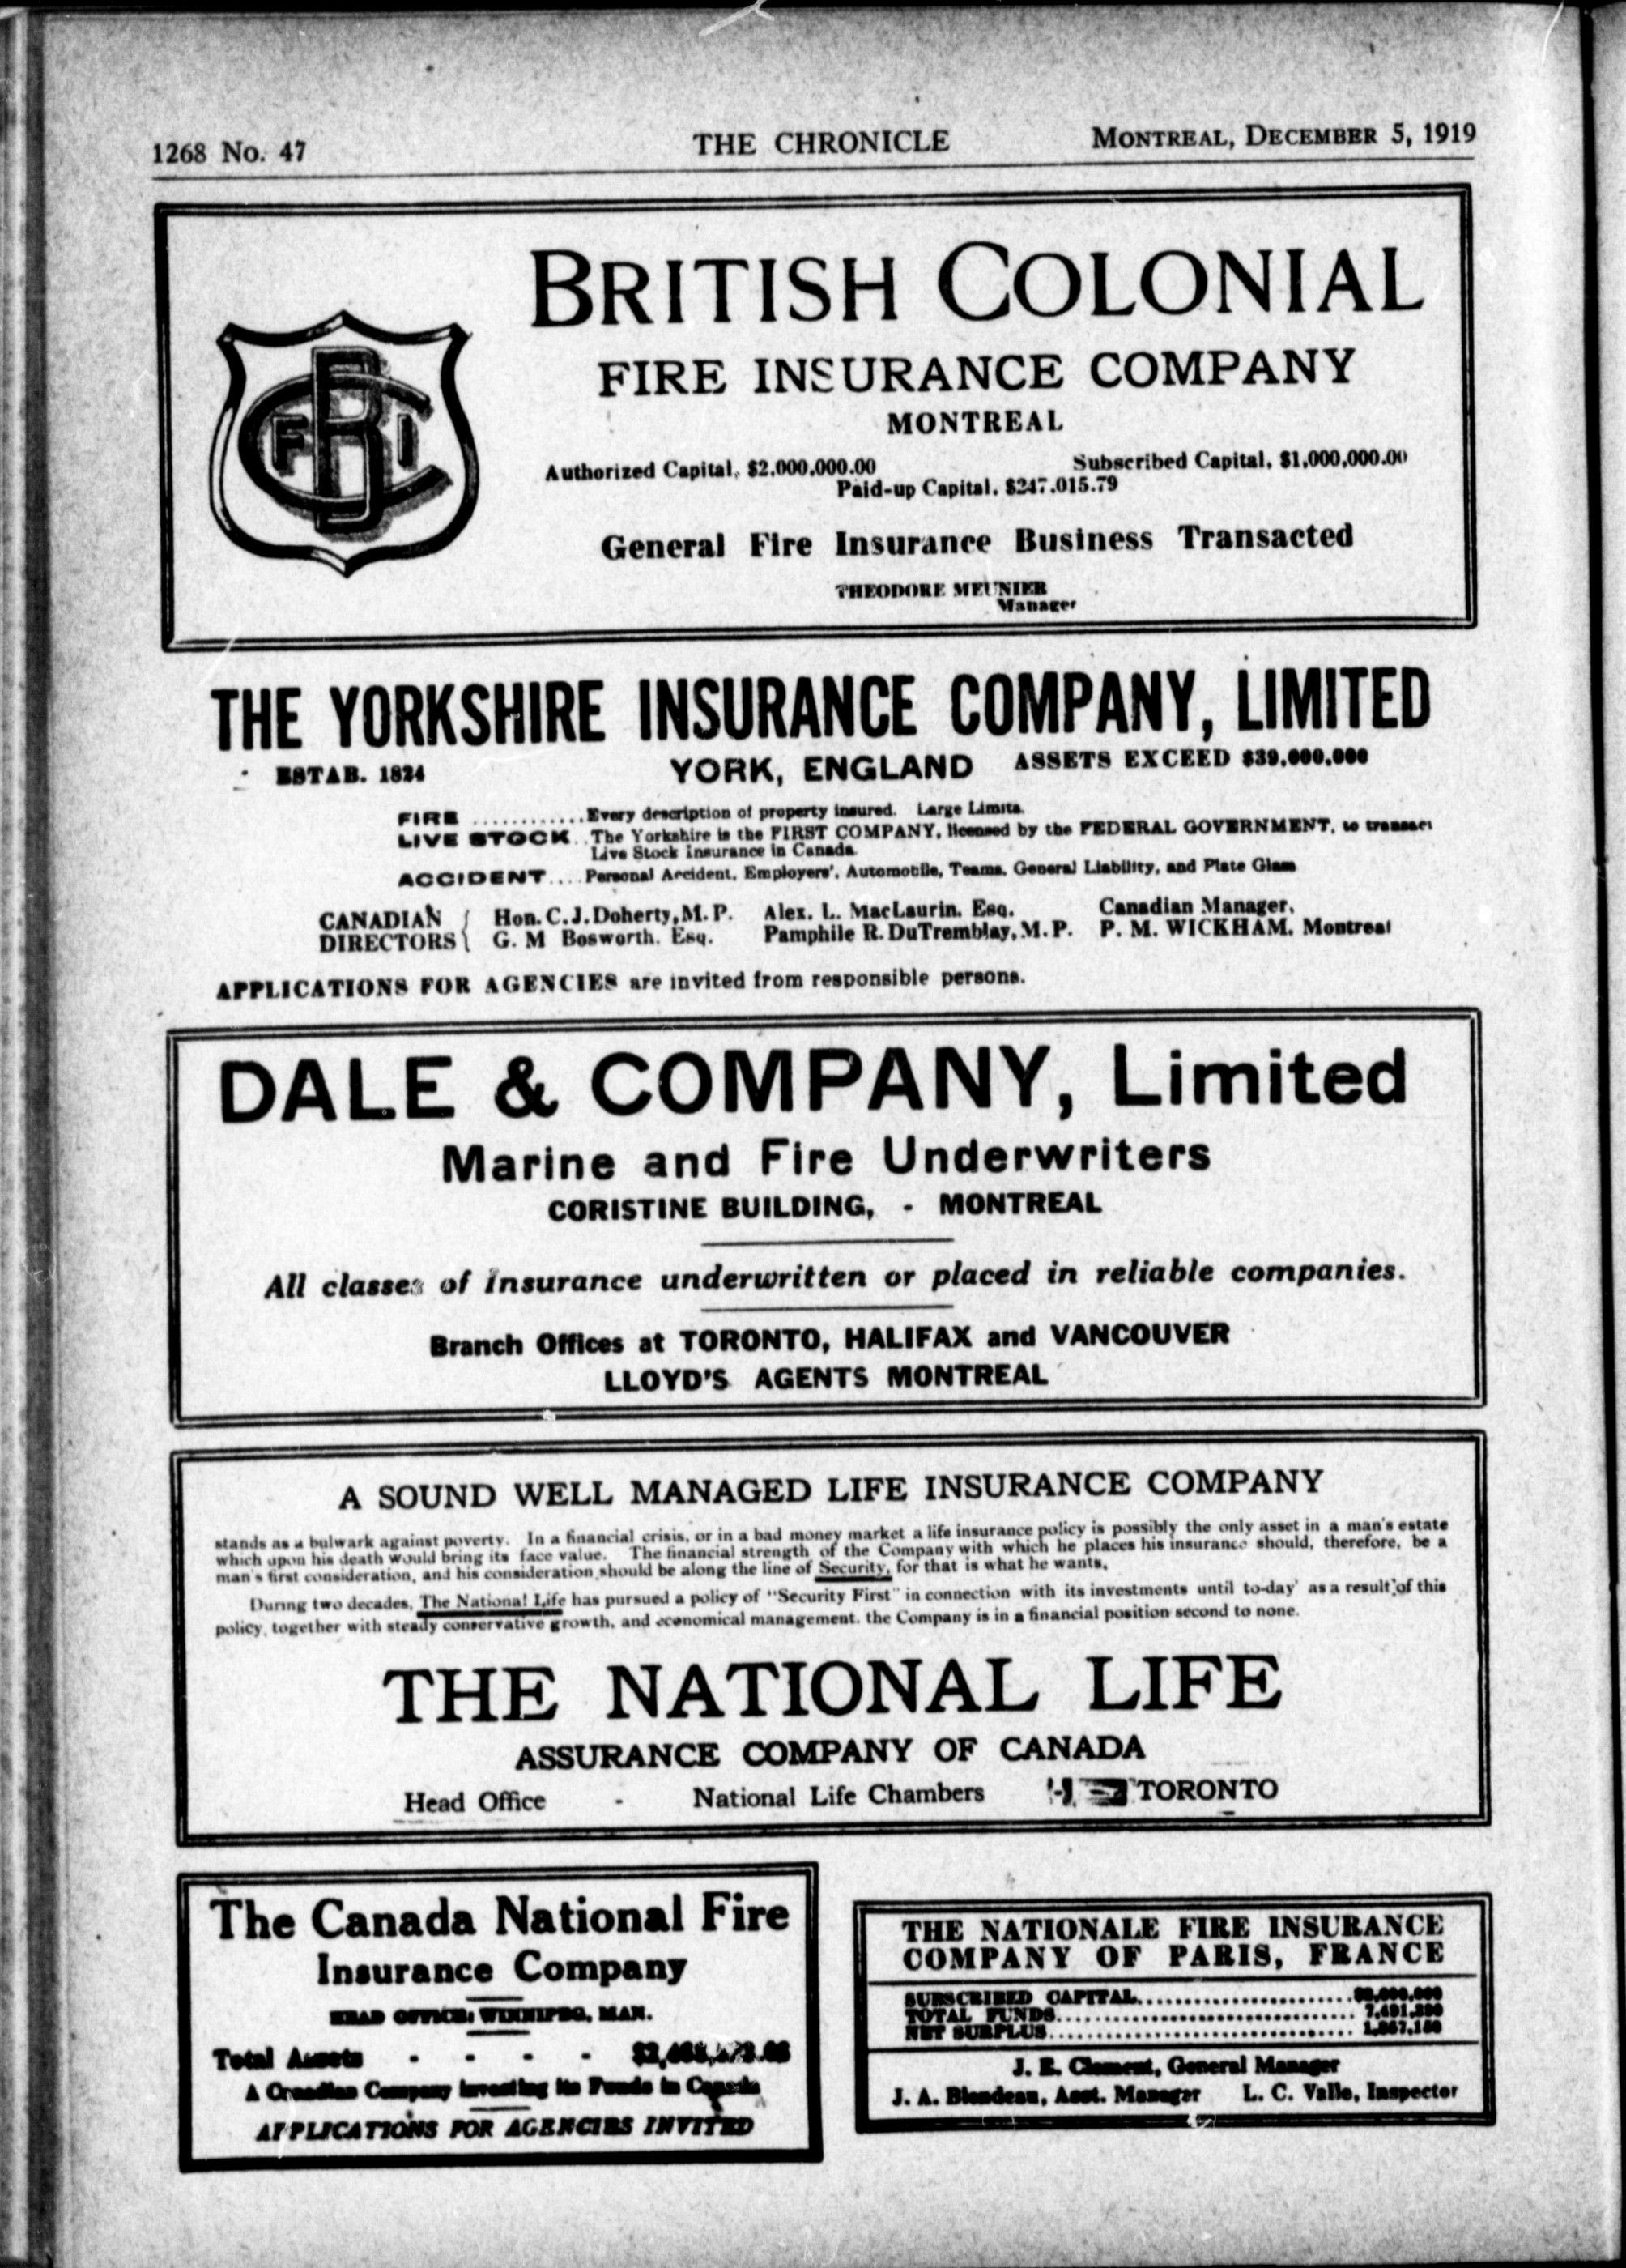 1268 No. 47
THE CHRONICLE
MONTREAL, DECEMBER 5, 1919
BRITISH COLONIAL
FIRE INSURANCE COMPANY
MONTREAL
Authorized Capital, $2,000,000.00
Subscribed Capital, $1,000,000.00
Paid-up Capital, $247,015.79
General Fire Insurance Business Transacted
THEODORE MEUNIER
Manager
BCFI
THE YORKSHIRE INSURANCE COMPANY, LIMITED
ESTAB. 1824
YORK, ENGLAND
ASSETS EXCEED $39,000,000
FIRE ............Every description of property insured. Large Limits.
LIVE STOCK..The Yorkshire is the FIRST COMPANY, licensed by the FEDERAL GOVERNMENT, to transact
Live Stock Insurance in Canada
ACCIDENT....Personal Accident, Employers', Automobile, Teams, General Liability, and Plate Glass
CANADIAN { Hon. C. J. Doherty, M. P. Alex. L. MacLaurin, Esq. Canadian Manager,
DIRECTORS { G. M Bosworth, Esq. Pamphile R. DuTremblay, M. P. P. M. WICKHAM, Montreal
APPLICATIONS FOR AGENCIES are invited from responsible persons.
DALE & COMPANY, Limited
Marine and Fire Underwriters
CORISTINE BUILDING, - MONTREAL
All classes of Insurance underwritten or placed in reliable companies.
Branch Offices at TORONTO, HALIFAX and VANCOUVER
LLOYD'S AGENTS MONTREAL
A SOUND WELL MANAGED LIFE INSURANCE COMPANY
stands as a bulwark against poverty. In a financial crisis, or in a bad money market a life insurance policy is possibly the only asset in a man's estate
which upon his death would bring its face value. The financial strength of the Company with which he places his insurance should, therefore, be a
man's first consideration, and his consideration should be along the line of Security, for that is what he wants.
During two decades, The National Life has pursued a policy of "Security First" in connection with its investments until to-day as a result of this
policy, together with steady conservative growth, and economical management, the Company is in a financial position second to none.
THE NATIONAL LIFE
ASSURANCE COMPANY OF CANADA
Head Office - National Life Chambers TORONTO
The Canada National Fire
Insurance Company
HEAD OFFICE: WINNIPEG, MAN.
Total Assets - - - -
A Canadian Company investing its Funds in Canada
APPLICATIONS FOR AGENCIES INVITED
THE NATIONALE FIRE INSURANCE
COMPANY OF PARIS, FRANCE
SUBSCRIBED CAPITAL
TOTAL FUNDS
NET SURPLUS
J. E. Clement, General Manager
J. A. Blondeau, Asst. Manager L. C. Valle, Inspector